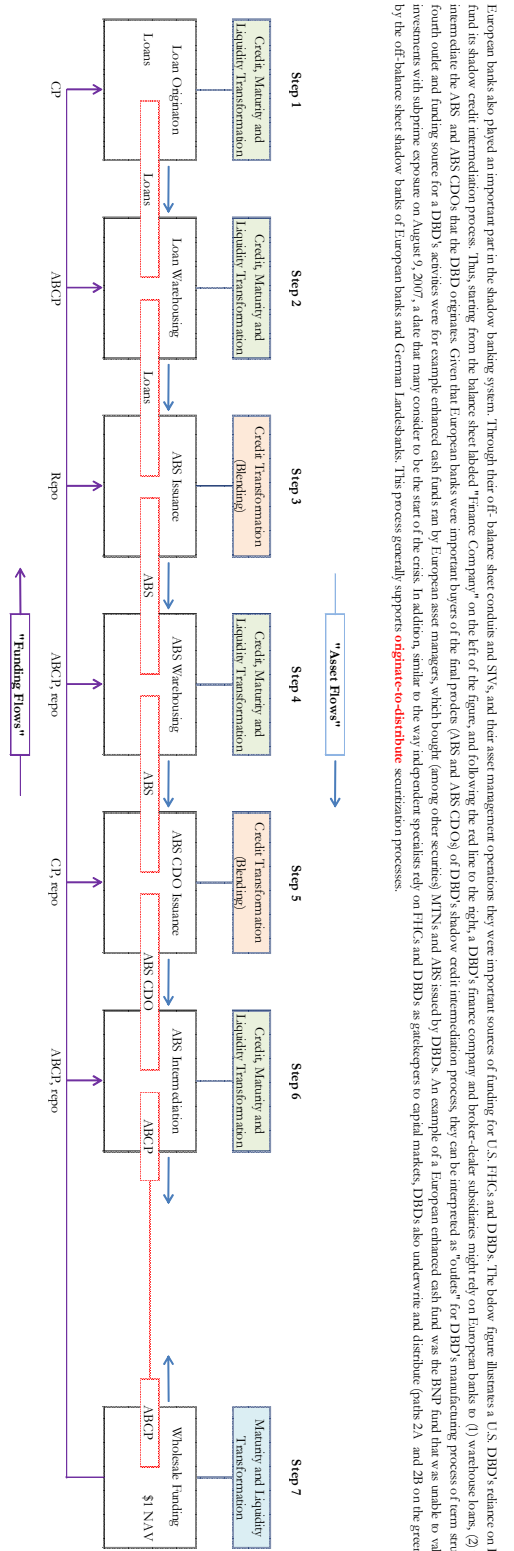 European banks also played an important part in the shadow banking system. Through their off- balance sheet conduits and SIVs, and their asset management operations they were important sources of funding for U.S. FHCs and DBDs. The below figure illustrates a U.S. DBD's reliance on
fund its shadow credit intermediation process. Thus, starting from the balance sheet labeled "Finance Company" on the left of the figure, and following the red line to the right, a DBD's finance company and broker-dealer subsidiaries might rely on European banks to (1) warehouse loans, (2)
intermediate the ABS and ABS CDOs that the DBD originates. Given that European banks were important buyers of the final prodcts (ABS and ABS CDOs) of DBD's shadow credit intermediation process, they can be interpreted as "outlets" for DBD's manufacturing process of term stru
fourth outlet and funding source for a DBD's activities were for example enhanced cash funds ran by European asset managers, which bought (among other securities) MTNs and ABS issued by DBDs. An example of a European enhanced cash fund was the BNP fund that was unable to val
investments with subprime exposure on August 9, 2007, a date that many consider to be the start of the crisis. In addition, similar to the way independent specialists rely on FHCs and DBDs as gatekeepers to capital markets, DBDs also underwrite and distribute (paths 2A and 2B on the green
by the off-balance sheet shadow banks of European banks and German Landesbanks. This process generally supports originate-to-distribute securitization processes.
"Asset Flows"
Step 1
Step 2
Step 3
Step 4
Step 5
Step 6
Step 7
Credit, Maturity and
Liquidity Transformation
Credit, Maturity and
Liquidity Transformation
Credit Transformation
(Blending)
Credit, Maturity and
Liquidity Transformation
Credit Transformation
(Blending)
Credit, Maturity and
Liquidity Transformation
Maturity and Liquidity
Transformation
Loan Originaton
Loan Warehousing
ABS Issuance
ABS Warehousing
ABS CDO Issuance
ABS Intermediation
Wholesale Funding
Loans
Loans
Loans
ABS
ABS
ABS CDO
ABCP
ABCP
$1 NAV
CP
ABCP
Repo
ABCP, repo
CP, repo
ABCP, repo
"Funding Flows"